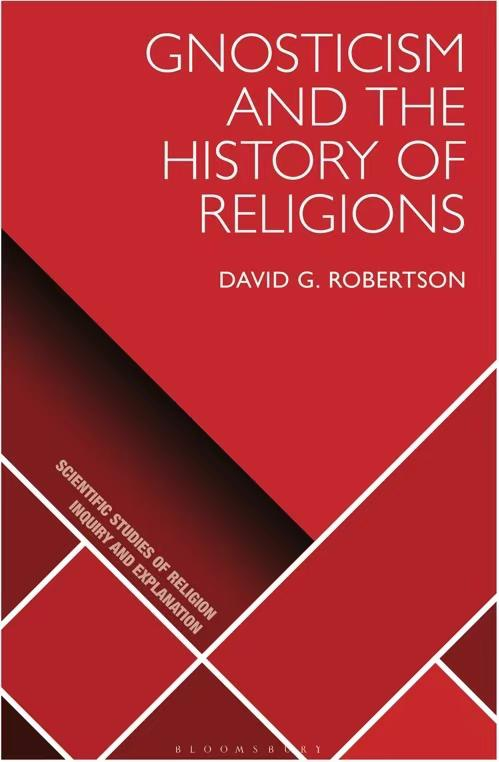 GNOSTICISM
AND THE
HISTORY OF
RELIGIONS
DAVID G. ROBERTSON
SCIENTIFIC STUDIES OF RELIGION
INQUIRY AND EXPLANATION
BLOOMSBURY